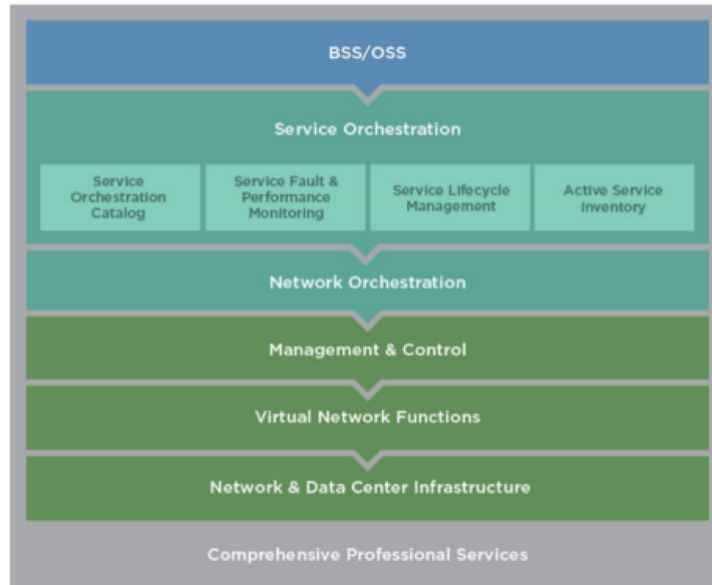 BSS/OSS
Service Orchestration
Service
Orchestration
Catalog
Service Fault &
Performance
Monitoring
Service Lifecycle
Management
Active Service
Inventory
Network Orchestration
Management & Control
Virtual Network Functions
Network & Data Center Infrastructure
Comprehensive Professional Services